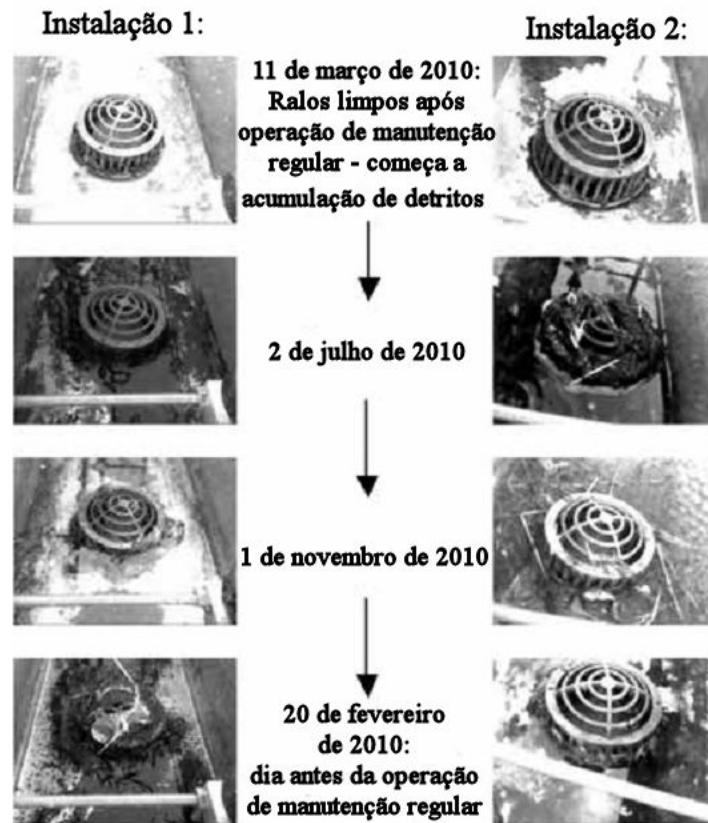 Instalação 1:
Instalação 2:
11 de março de 2010:
Ralos limpos após
operação de manutenção
regular - começa a
acumulação de detritos
2 de julho de 2010
1 de novembro de 2010
20 de fevereiro
de 2010:
dia antes da operação
de manutenção regular